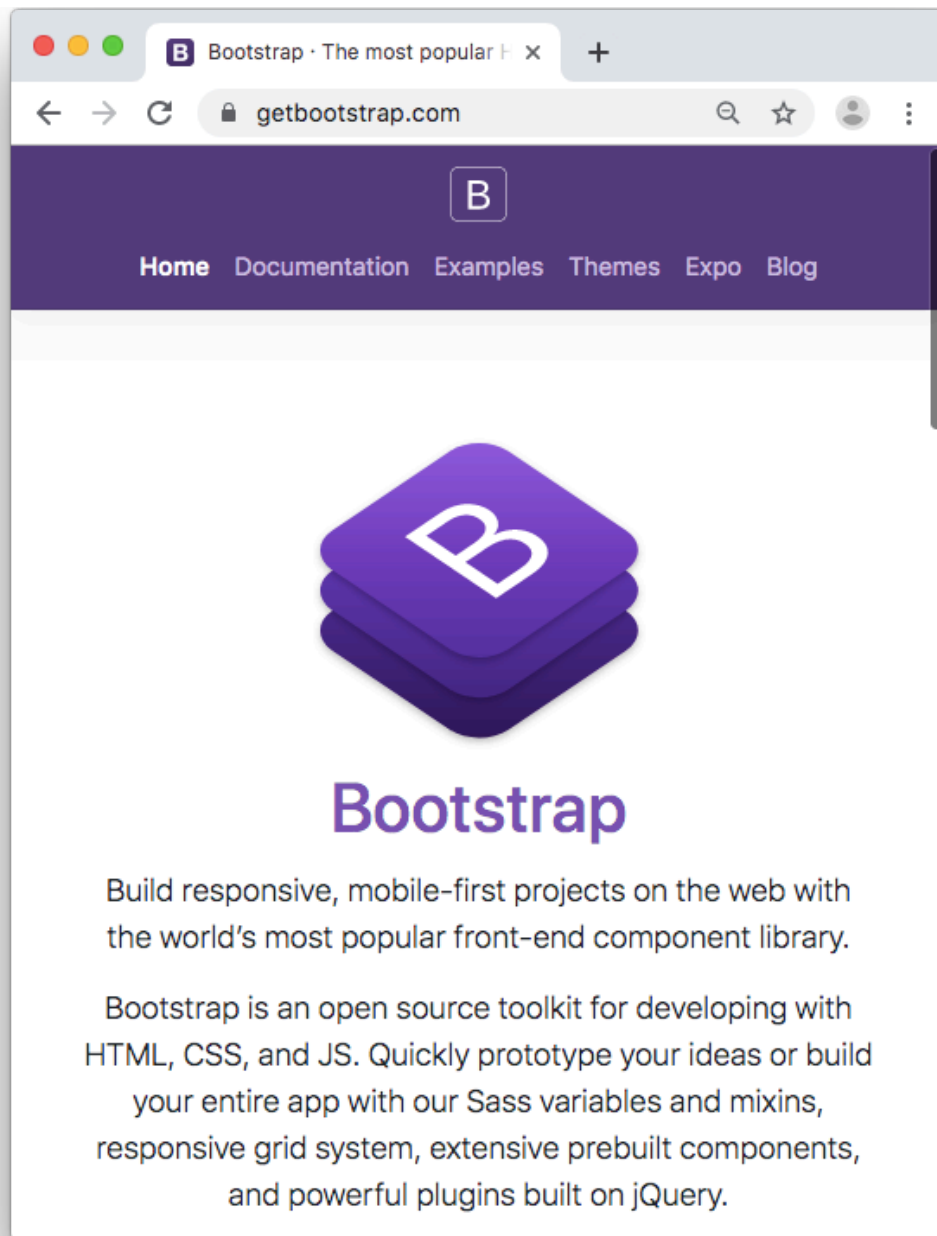 B Bootstrap · The most popular H
getbootstrap.com
B
Home Documentation Examples Themes Expo Blog
B
Bootstrap
Build responsive, mobile-first projects on the web with
the world’s most popular front-end component library.
Bootstrap is an open source toolkit for developing with
HTML, CSS, and JS. Quickly prototype your ideas or build
your entire app with our Sass variables and mixins,
responsive grid system, extensive prebuilt components,
and powerful plugins built on jQuery.